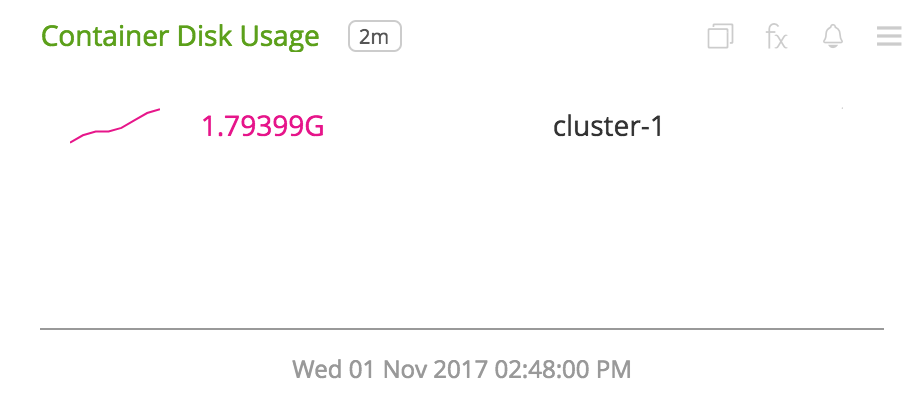 Container Disk Usage 2m fx
1.79399G cluster-1
Wed 01 Nov 2017 02:48:00 PM